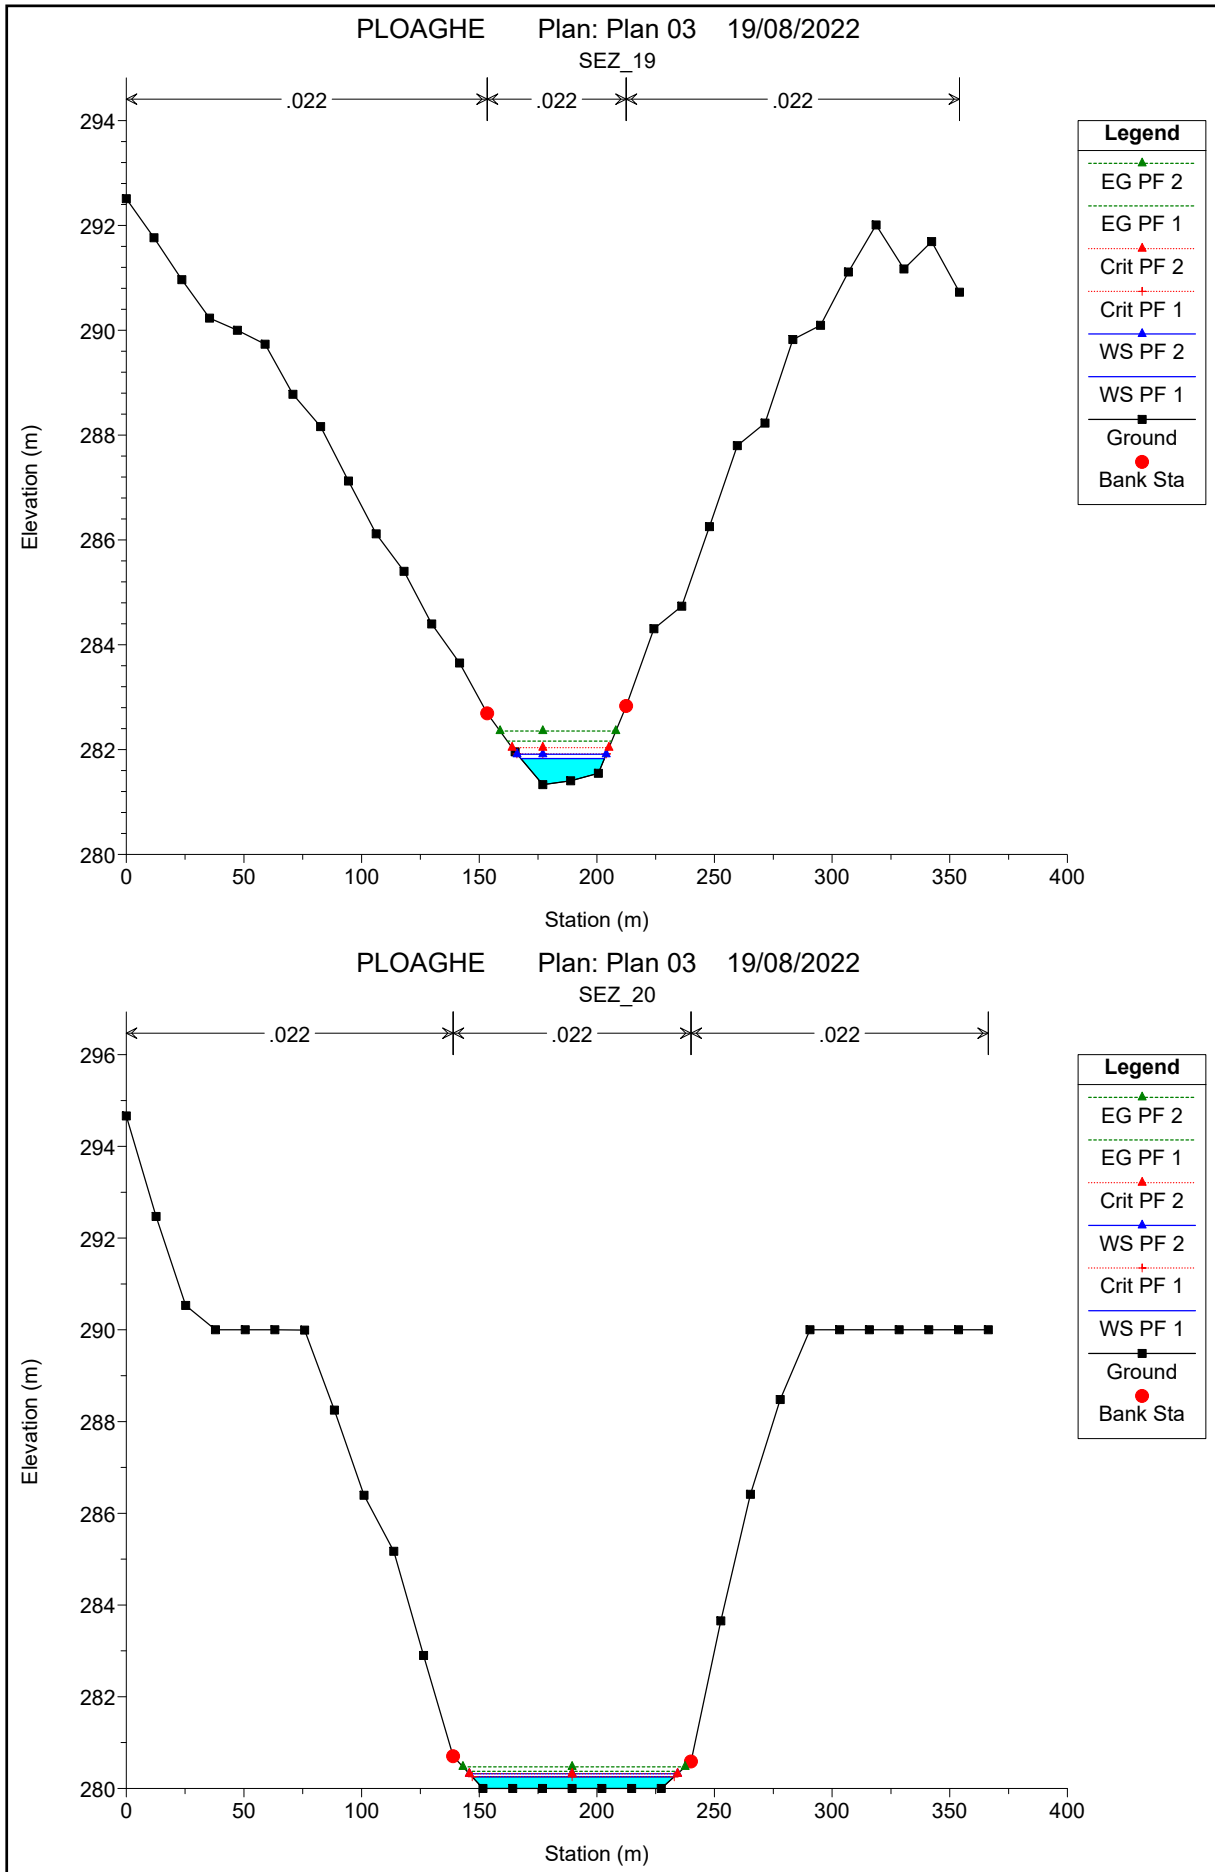 PLOAGHE Plan: Plan 03 19/08/2022
SEZ_19
.022 .022 .022
294
292
290
288
286
284
282
280
Elevation (m)
0 50 100 150 200 250 300 350 400
Station (m)
Legend
EG PF 2
EG PF 1
Crit PF 2
Crit PF 1
WS PF 2
WS PF 1
Ground
Bank Sta
PLOAGHE Plan: Plan 03 19/08/2022
SEZ_20
.022 .022 .022
296
294
292
290
288
286
284
282
280
Elevation (m)
0 50 100 150 200 250 300 350 400
Station (m)
Legend
EG PF 2
EG PF 1
Crit PF 2
WS PF 2
Crit PF 1
WS PF 1
Ground
Bank Sta